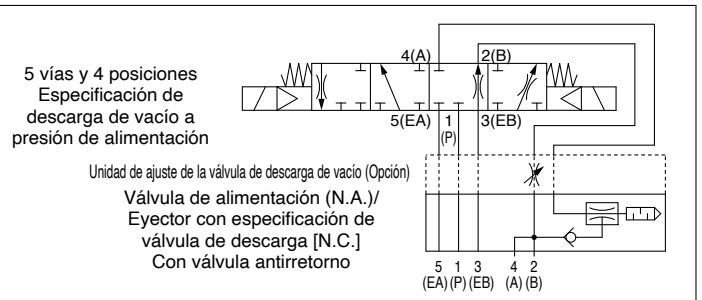 4(A) 2(B)
5 vías y 4 posiciones
Especificación de
descarga de vacío a
presión de alimentación
5(EA) 1 3(EB)
(P)
Unidad de ajuste de la válvula de descarga de vacío (Opción)
Válvula de alimentación (N.A.)/
Eyector con especificación de
válvula de descarga [N.C.]
Con válvula antirretorno
5 1 3 4 2
(EA) (P) (EB) (A) (B)